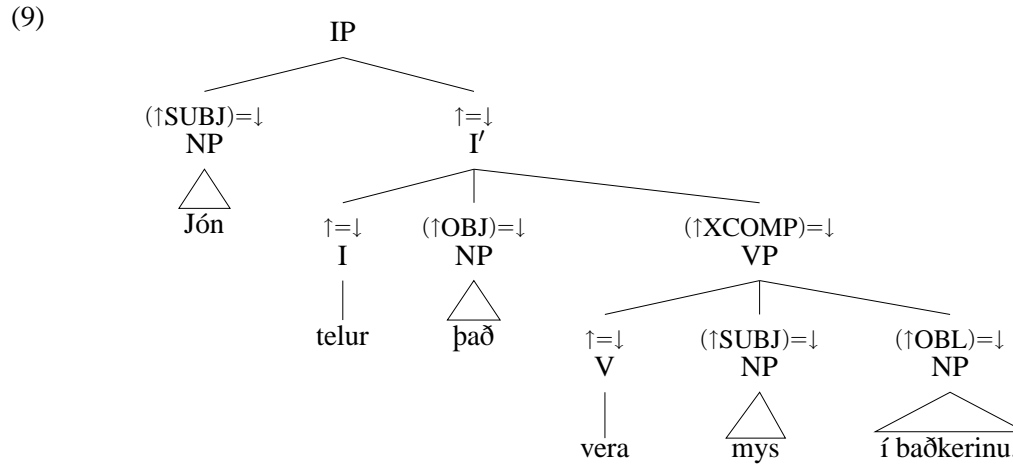 (9)
IP
(↑SUBJ)=↓ ↑=↓
NP I′
Jón
↑=↓ (↑OBJ)=↓ (↑XCOMP)=↓
I NP VP
telur það
↑=↓ (↑SUBJ)=↓ (↑OBL)=↓
V NP NP
vera mys í baðkerinu.